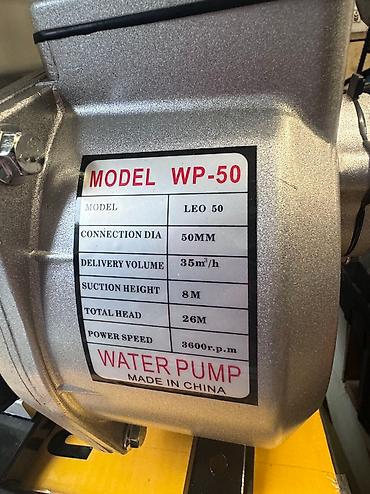 MODEL WP-50
MODEL LEO 50
CONNECTION DIA 50MM
DELIVERY VOLUME 35m³/h
SUCTION HEIGHT 8M
TOTAL HEAD 26M
POWER SPEED 3600r.p.m
WATER PUMP
MADE IN CHINA